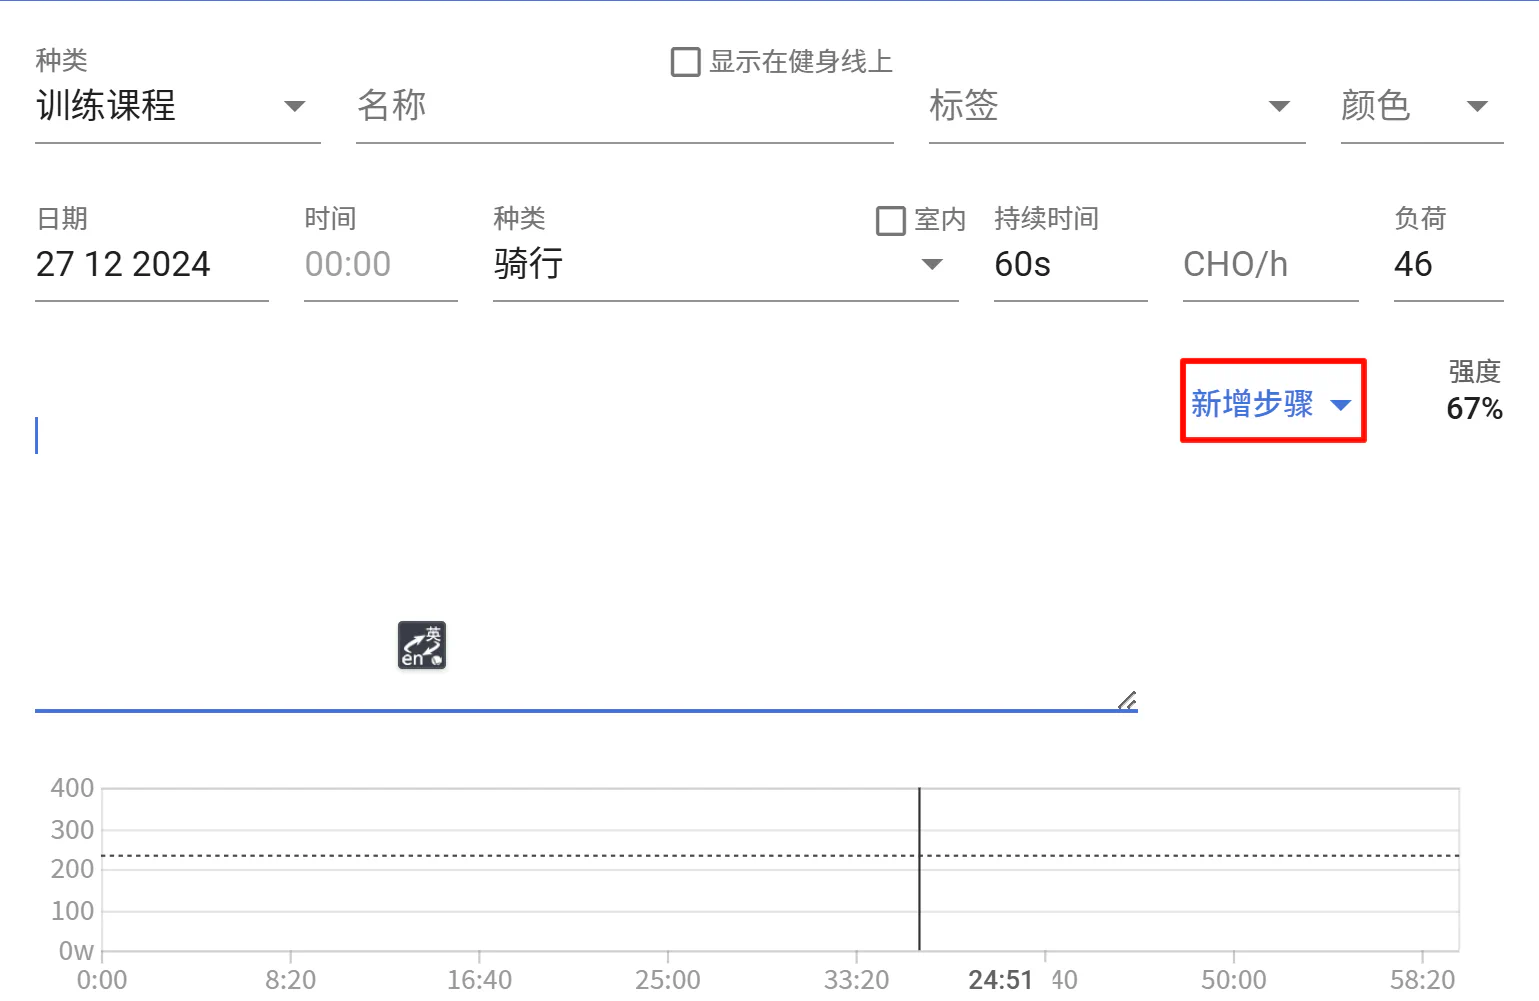 种类
显示在健身线上
训练课程
名称
标签
颜色
日期
时间
种类
室内
持续时间
负荷
27 12 2024
00:00
骑行
60s
CHO/h
46
新增步骤
强度
67%
英
en
400
300
200
100
0w
0:00 8:20 16:40 25:00 33:20 24:51 40 50:00 58:20